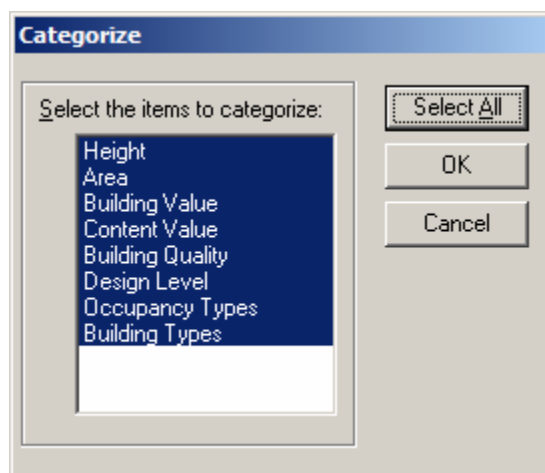 Categorize
Select the items to categorize:
Height
Area
Building Value
Content Value
Building Quality
Design Level
Occupancy Types
Building Types
Select All
OK
Cancel